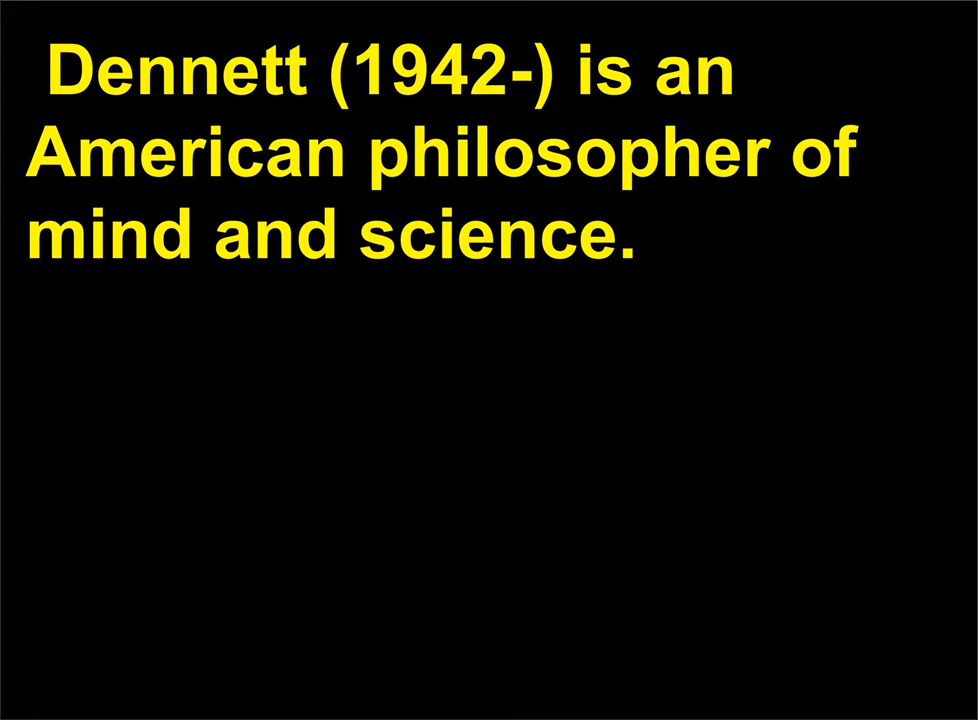 Dennett (1942-) is an
American philosopher of
mind and science.